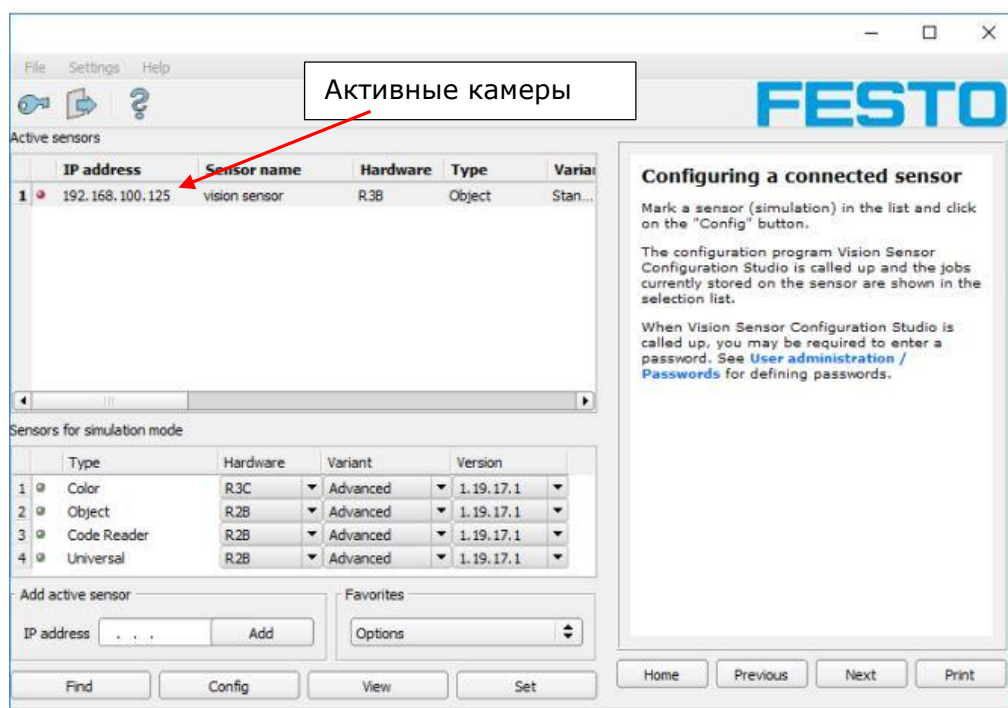 File Settings Help
Активные камеры
FESTO
Active sensors
IP address Sensor name Hardware Type Varia
1 192.168.100.125 vision sensor R3B Object Stan...
Sensors for simulation mode
Type Hardware Variant Version
1 Color R3C Advanced 1.19.17.1
2 Object R2B Advanced 1.19.17.1
3 Code Reader R2B Advanced 1.19.17.1
4 Universal R2B Advanced 1.19.17.1
Add active sensor
IP address . . . Add
Favorites
Options
Find Config View Set
Configuring a connected sensor
Mark a sensor (simulation) in the list and click
on the "Config" button.
The configuration program Vision Sensor
Configuration Studio is called up and the jobs
currently stored on the sensor are shown in the
selection list.
When Vision Sensor Configuration Studio is
called up, you may be required to enter a
password. See User administration /
Passwords for defining passwords.
Home Previous Next Print